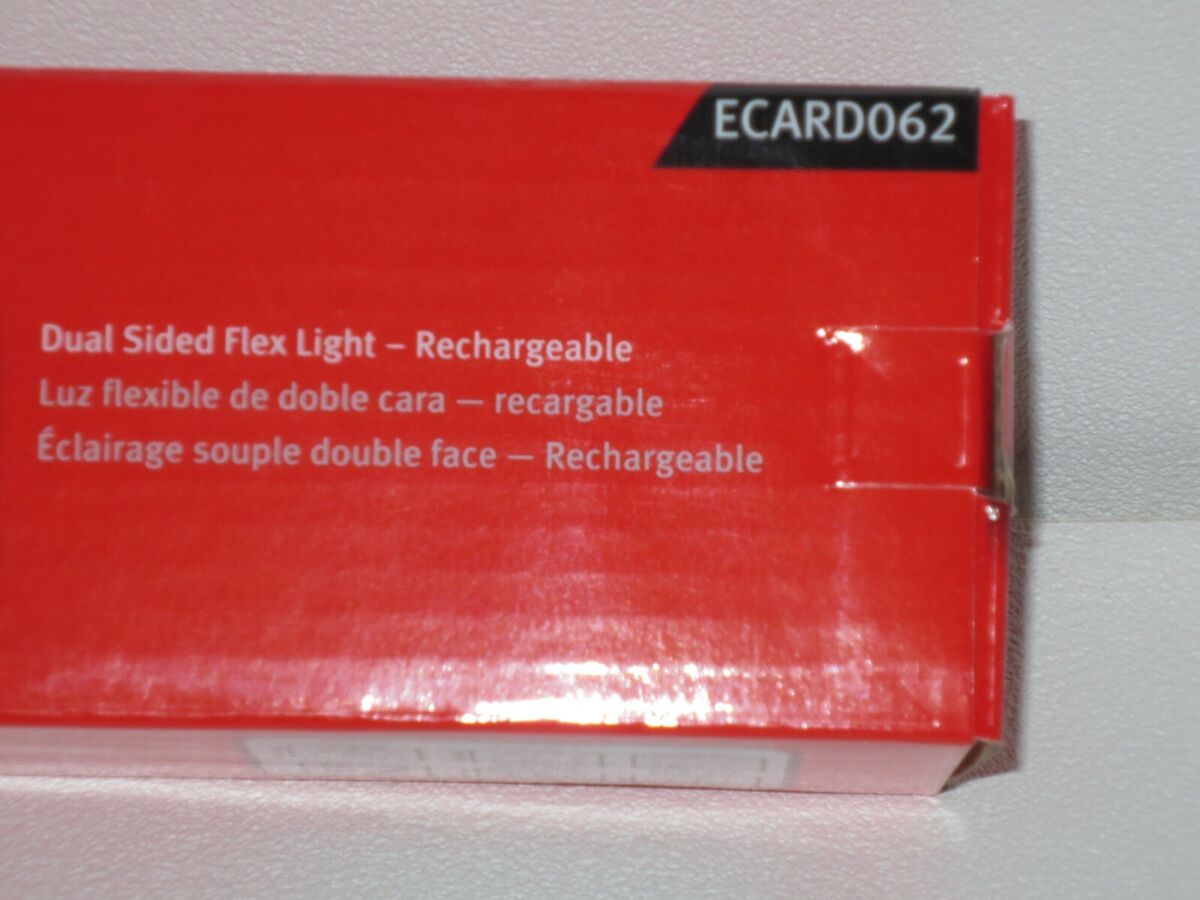 ECARD062
Dual Sided Flex Light – Rechargeable
Luz flexible de doble cara — recargable
Éclairage souple double face — Rechargeable